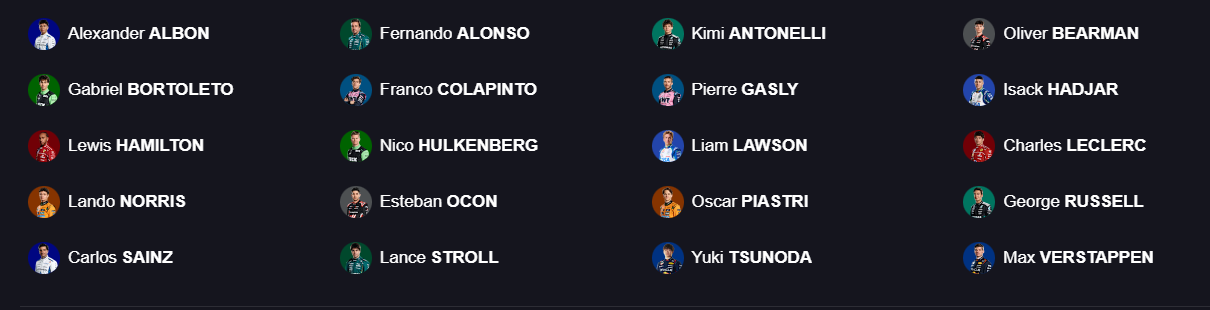 Alexander ALBON
Fernando ALONSO
Kimi ANTONELLI
Oliver BEARMAN
Gabriel BORTOLETO
Franco COLAPINTO
Pierre GASLY
Isack HADJAR
Lewis HAMILTON
Nico HULKENBERG
Liam LAWSON
Charles LECLERC
Lando NORRIS
Esteban OCON
Oscar PIASTRI
George RUSSELL
Carlos SAINZ
Lance STROLL
Yuki TSUNODA
Max VERSTAPPEN